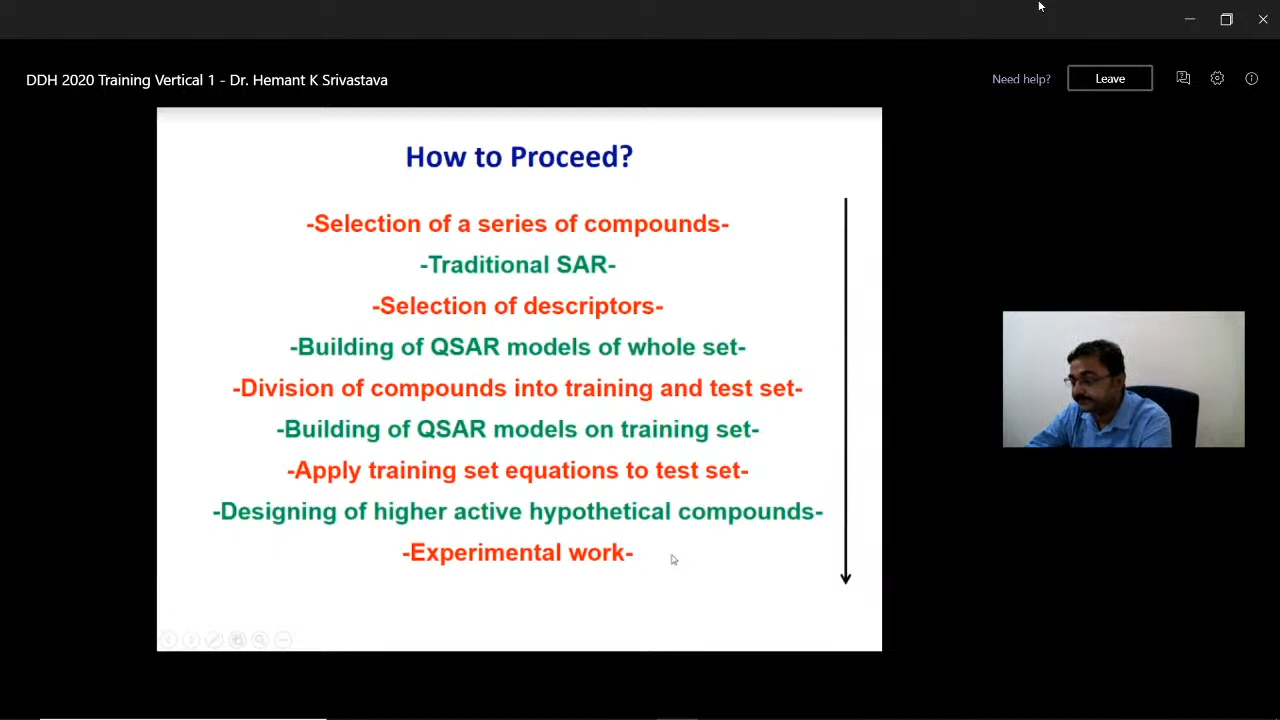 DDH 2020 Training Vertical 1 - Dr. Hemant K Srivastava
Need help?
Leave
How to Proceed?
-Selection of a series of compounds-
-Traditional SAR-
-Selection of descriptors-
-Building of QSAR models of whole set-
-Division of compounds into training and test set-
-Building of QSAR models on training set-
-Apply training set equations to test set-
-Designing of higher active hypothetical compounds-
-Experimental work-